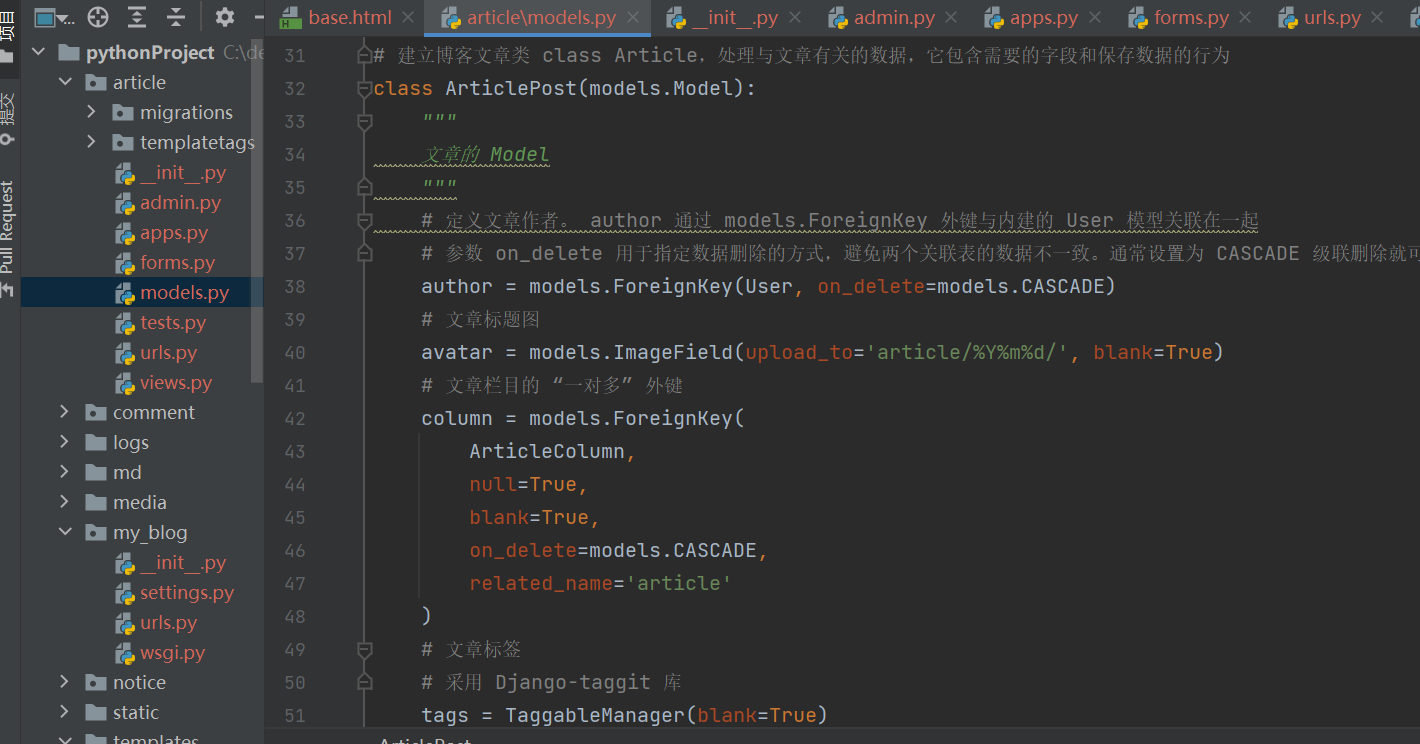 base.html
article\models.py
__init__.py
admin.py
apps.py
forms.py
urls.py
项目
提交
Pull Request
pythonProject C:\de
article
migrations
templatetags
__init__.py
admin.py
apps.py
forms.py
models.py
tests.py
urls.py
views.py
comment
logs
md
media
my_blog
__init__.py
settings.py
urls.py
wsgi.py
notice
static
templates
31 # 建立博客文章类 class Article，处理与文章有关的数据，它包含需要的字段和保存数据的行为
32 class ArticlePost(models.Model):
33 """
34 文章的 Model
35 """
36 # 定义文章作者。 author 通过 models.ForeignKey 外键与内建的 User 模型关联在一起
37 # 参数 on_delete 用于指定数据删除的方式，避免两个关联表的数据不一致。通常设置为 CASCADE 级联删除就可
38 author = models.ForeignKey(User, on_delete=models.CASCADE)
39 # 文章标题图
40 avatar = models.ImageField(upload_to='article/%Y%m%d/', blank=True)
41 # 文章栏目的 “一对多” 外键
42 column = models.ForeignKey(
43 ArticleColumn,
44 null=True,
45 blank=True,
46 on_delete=models.CASCADE,
47 related_name='article'
48 )
49 # 文章标签
50 # 采用 Django-taggit 库
51 tags = TaggableManager(blank=True)
ArticlePost